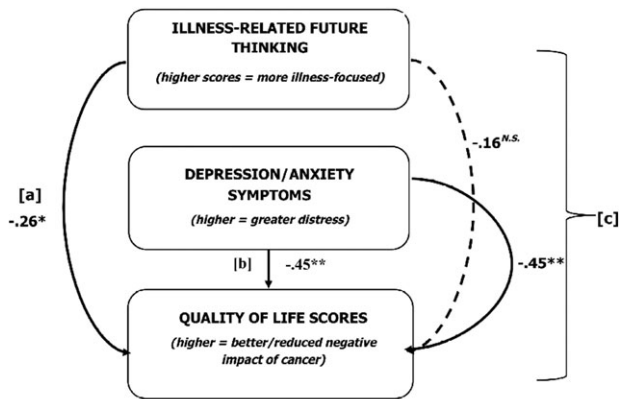 ILLNESS-RELATED FUTURE
THINKING
(higher scores = more illness-focused)
-.16N.S.
DEPRESSION/ANXIETY
SYMPTOMS
(higher = greater distress)
[a]
-.26*
[c]
[b] -.45**
-.45**
QUALITY OF LIFE SCORES
(higher = better/reduced negative
impact of cancer)